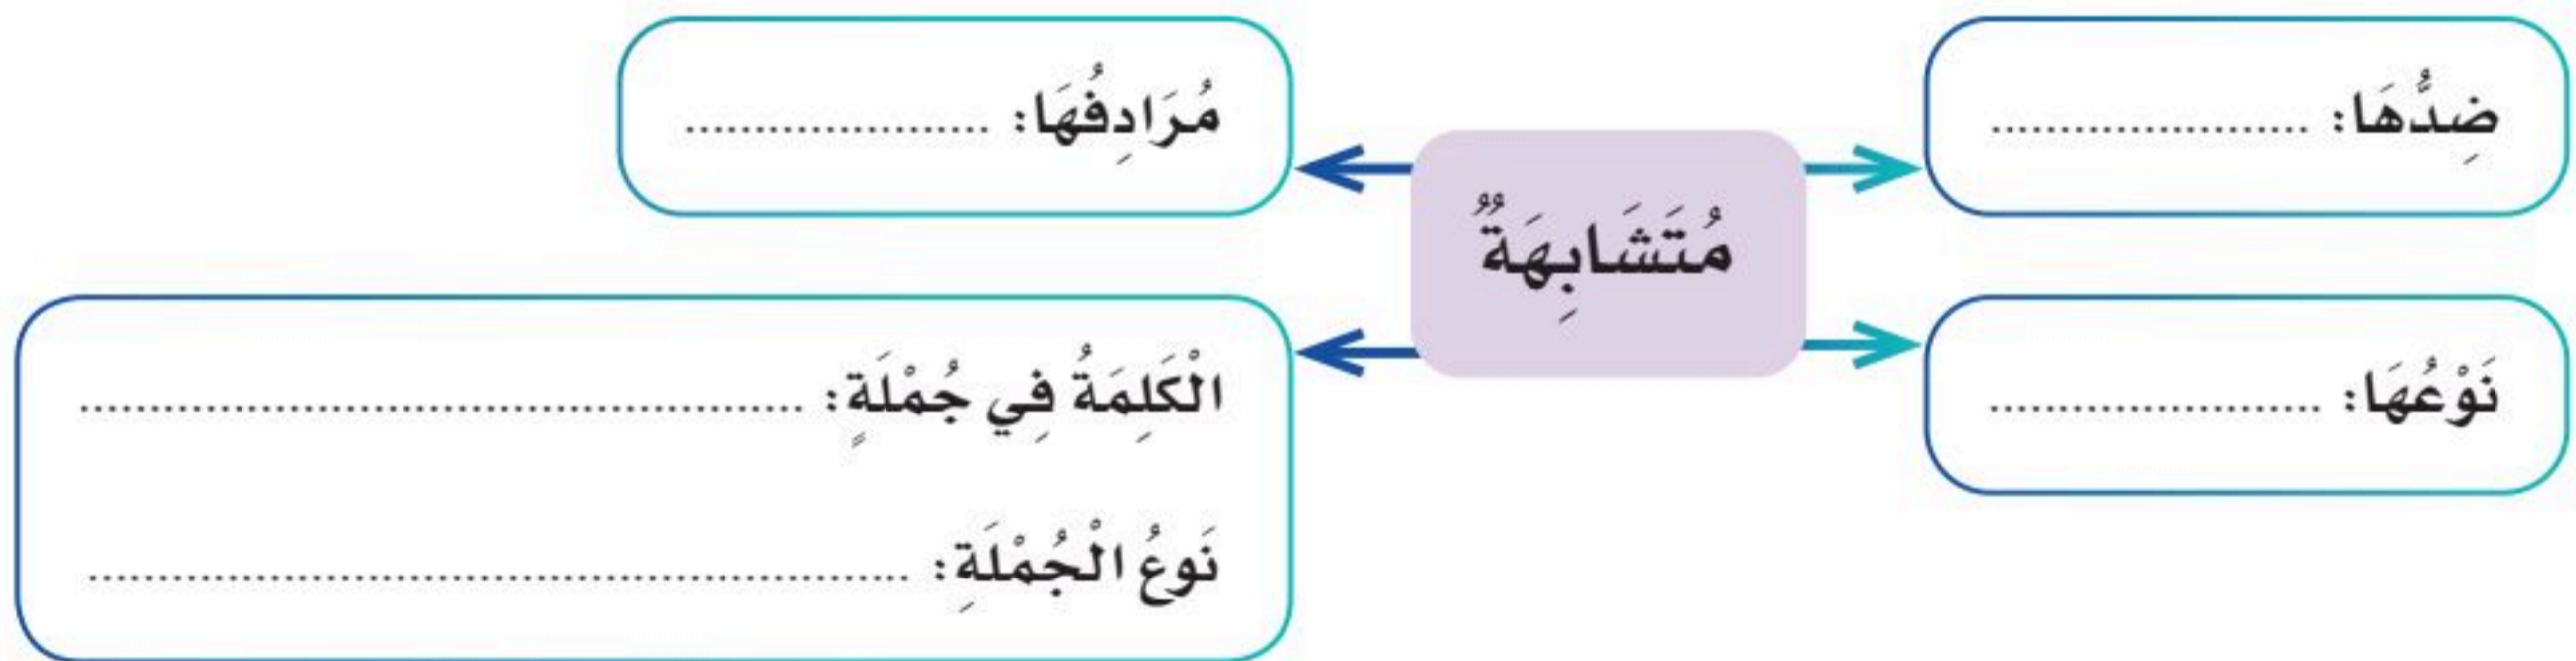 ضِدُّهَا: ......................
مُرَادِفُهَا: ......................
مُتَشَابِهَةٌ
نَوْعُهَا: ......................
الْكَلِمَةُ فِي جُمْلَةٍ: ......................
نَوعُ الْجُمْلَةِ: ......................